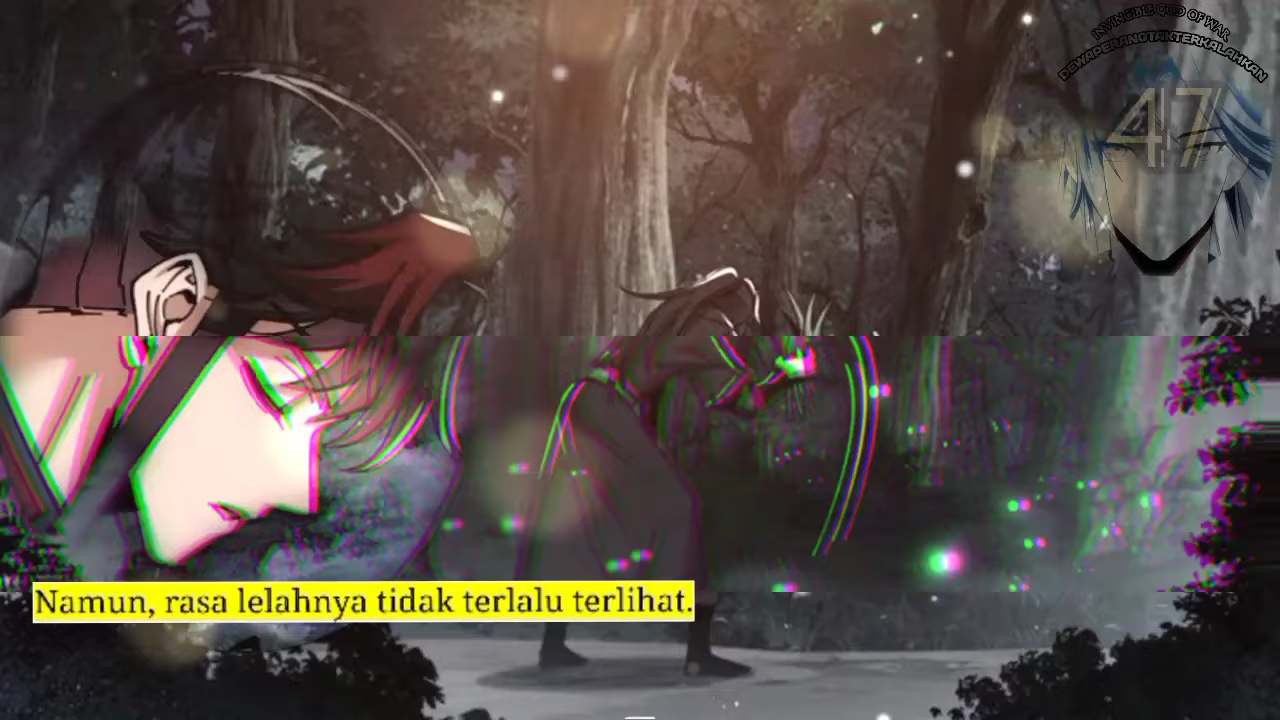 INVINCIBLE GOD OF WAR
DEWAPERANGTAKTERKALAHKAN
47
Namun, rasa lelahnya tidak terlalu terlihat.